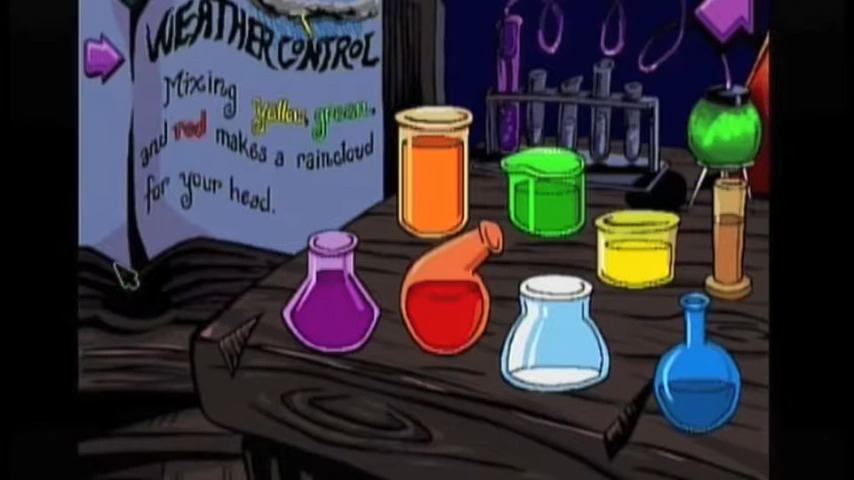 WEATHER CONTROL
Mixing
yellow, green,
and red makes a raincloud
for your head.